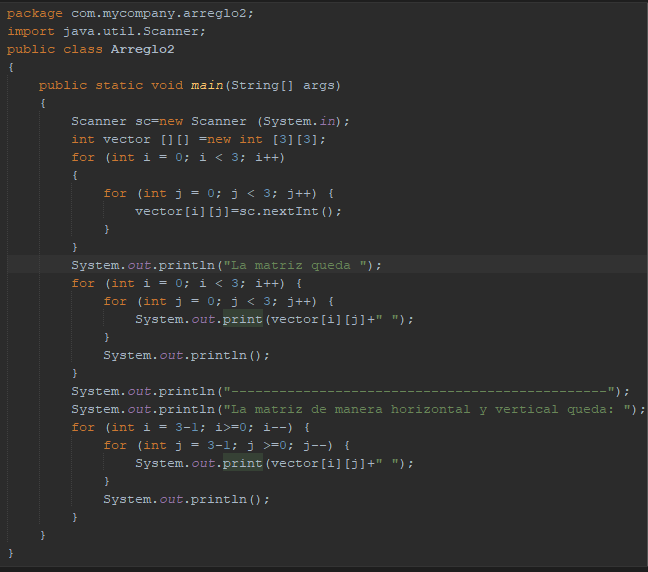 package com.mycompany.arreglo2;
import java.util.Scanner;
public class Arreglo2
{
    public static void main(String[] args)
    {
        Scanner sc=new Scanner (System.in);
        int vector [][] =new int [3][3];
        for (int i = 0; i < 3; i++)
        {
            for (int j = 0; j < 3; j++) {
                vector[i][j]=sc.nextInt();
            }
        }
        System.out.println("La matriz queda ");
        for (int i = 0; i < 3; i++) {
            for (int j = 0; j < 3; j++) {
                System.out.print(vector[i][j]+" ");
            }
            System.out.println();
        }
        System.out.println("-----------------------------------------------");
        System.out.println("La matriz de manera horizontal y vertical queda: ");
        for (int i = 3-1; i>=0; i--) {
            for (int j = 3-1; j >=0; j--) {
                System.out.print(vector[i][j]+" ");
            }
            System.out.println();
        }
    }
}